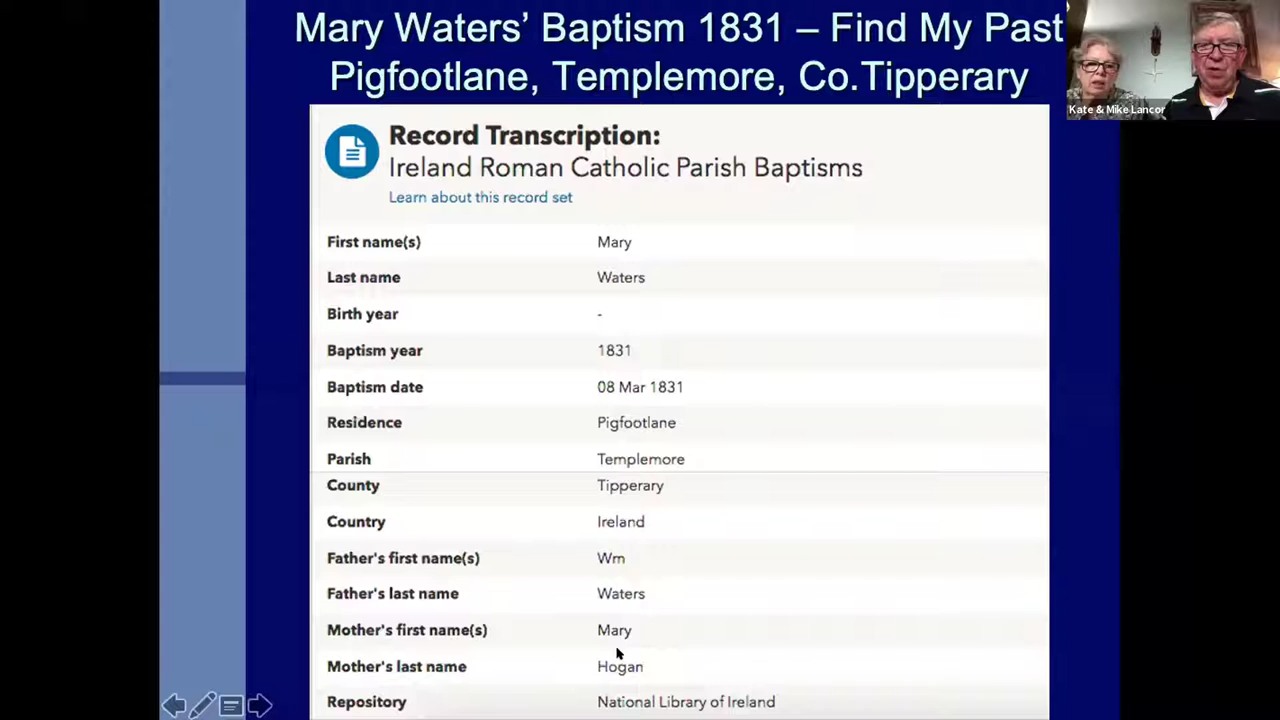 Mary Waters’ Baptism 1831 – Find My Past
Pigfootlane, Templemore, Co.Tipperary
Kate & Mike Lancor
Record Transcription:
Ireland Roman Catholic Parish Baptisms
Learn about this record set
First name(s) Mary
Last name Waters
Birth year -
Baptism year 1831
Baptism date 08 Mar 1831
Residence Pigfootlane
Parish Templemore
County Tipperary
Country Ireland
Father's first name(s) Wm
Father's last name Waters
Mother's first name(s) Mary
Mother's last name Hogan
Repository National Library of Ireland